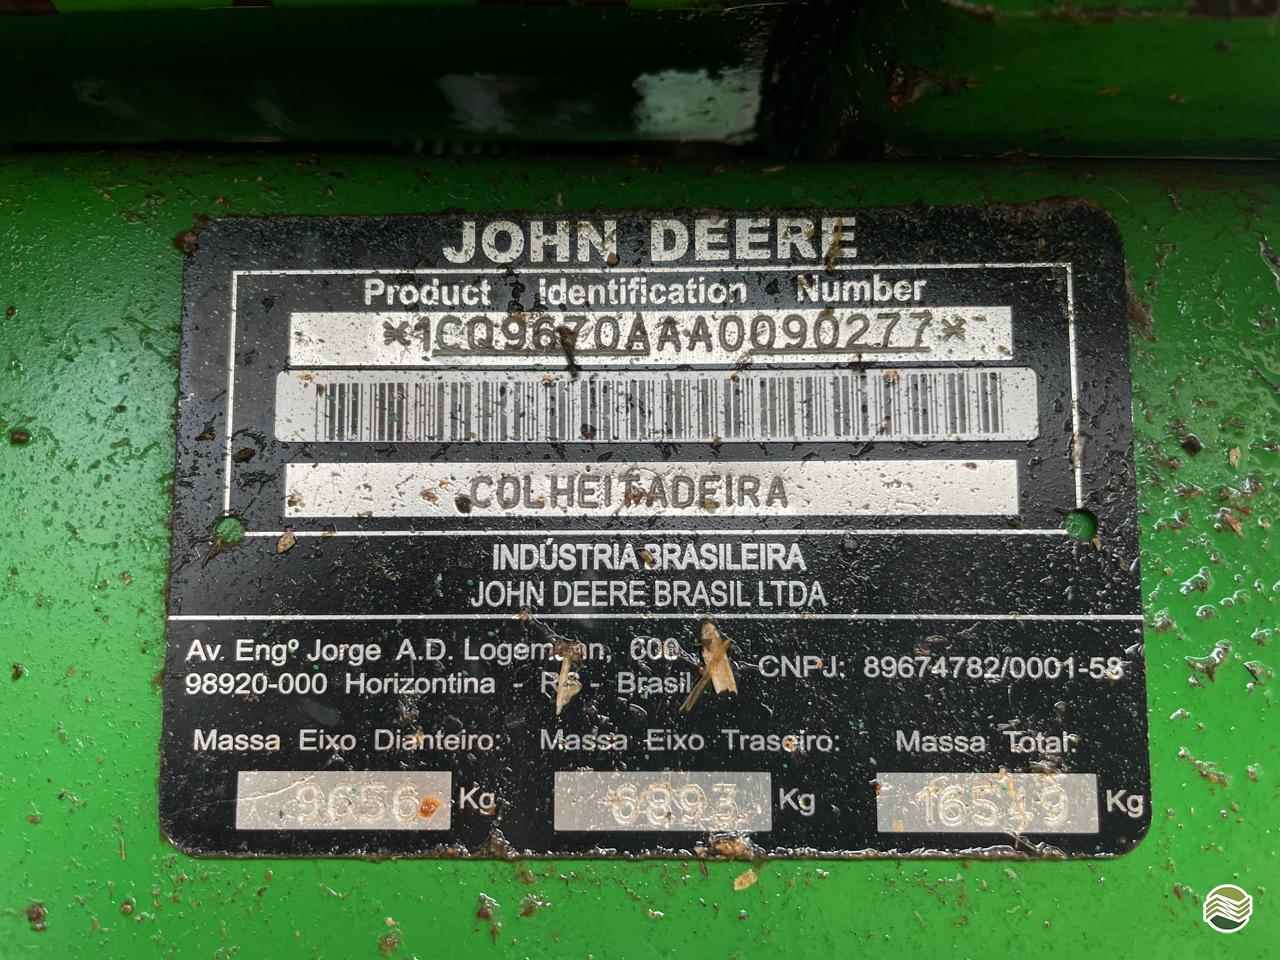 JOHN DEERE
Product Identification Number
*1CQ9670AAA0090277*
COLHEITADEIRA
INDÚSTRIA BRASILEIRA
JOHN DEERE BRASIL LTDA
Av. Engº Jorge A.D. Logemann, 600
98920-000 Horizontina - RS - Brasil
CNPJ: 89674782/0001-58
Massa Eixo Dianteiro: Massa Eixo Traseiro: Massa Total:
9656 Kg 6893 Kg 16549 Kg